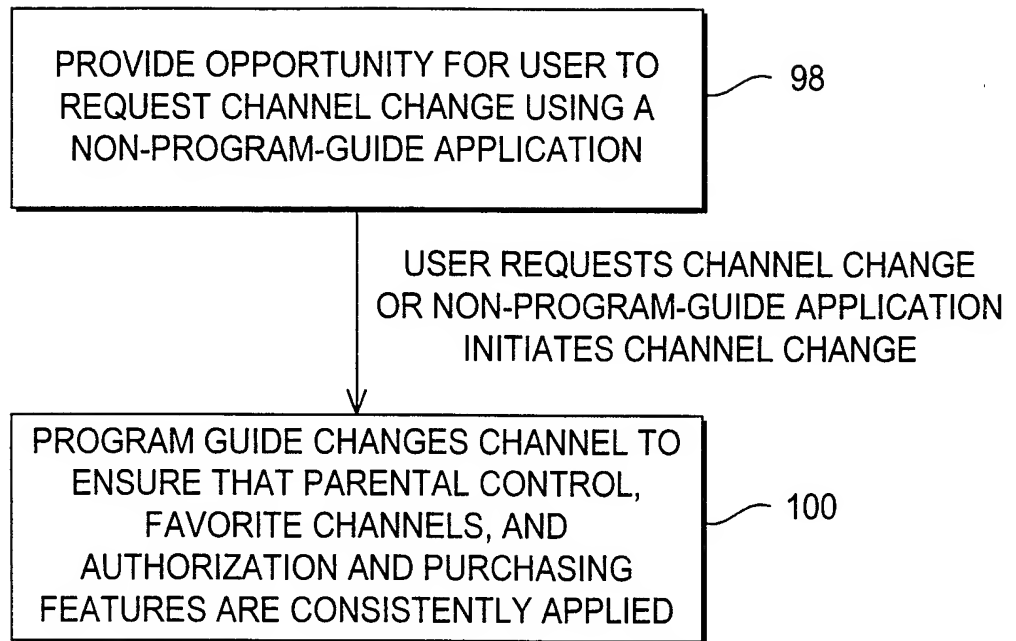 PROVIDE OPPORTUNITY FOR USER TO
REQUEST CHANNEL CHANGE USING A
NON-PROGRAM-GUIDE APPLICATION
98
USER REQUESTS CHANNEL CHANGE
OR NON-PROGRAM-GUIDE APPLICATION
INITIATES CHANNEL CHANGE
PROGRAM GUIDE CHANGES CHANNEL TO
ENSURE THAT PARENTAL CONTROL,
FAVORITE CHANNELS, AND
AUTHORIZATION AND PURCHASING
FEATURES ARE CONSISTENTLY APPLIED
100